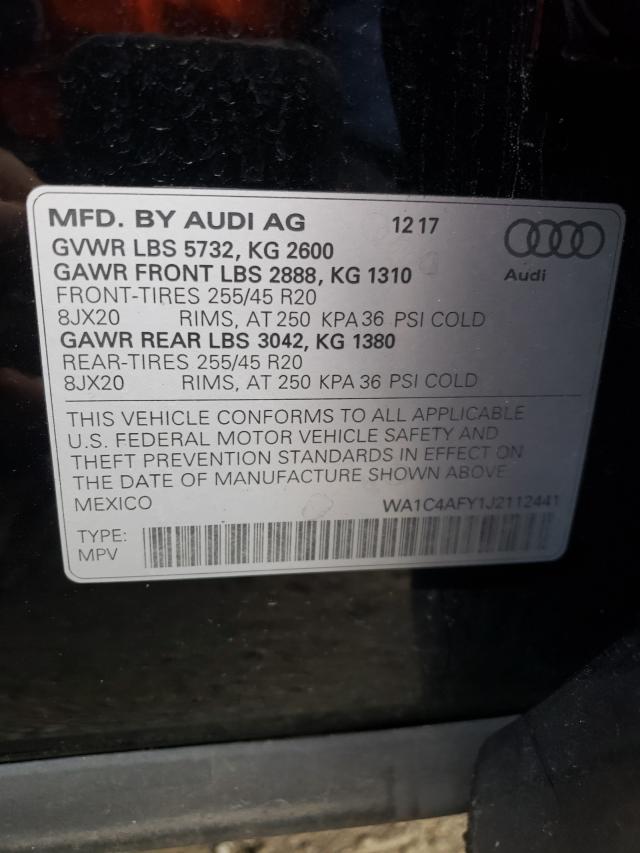 MFD. BY AUDI AG 12 17
GVWR LBS 5732, KG 2600
GAWR FRONT LBS 2888, KG 1310
Audi
FRONT-TIRES 255/45 R20
8JX20 RIMS, AT 250 KPA 36 PSI COLD
GAWR REAR LBS 3042, KG 1380
REAR-TIRES 255/45 R20
8JX20 RIMS, AT 250 KPA 36 PSI COLD
THIS VEHICLE CONFORMS TO ALL APPLICABLE
U.S. FEDERAL MOTOR VEHICLE SAFETY AND
THEFT PREVENTION STANDARDS IN EFFECT ON
THE DATE OF MANUFACTURE SHOWN ABOVE
MEXICO WA1C4AFY1J2112441
TYPE:
MPV